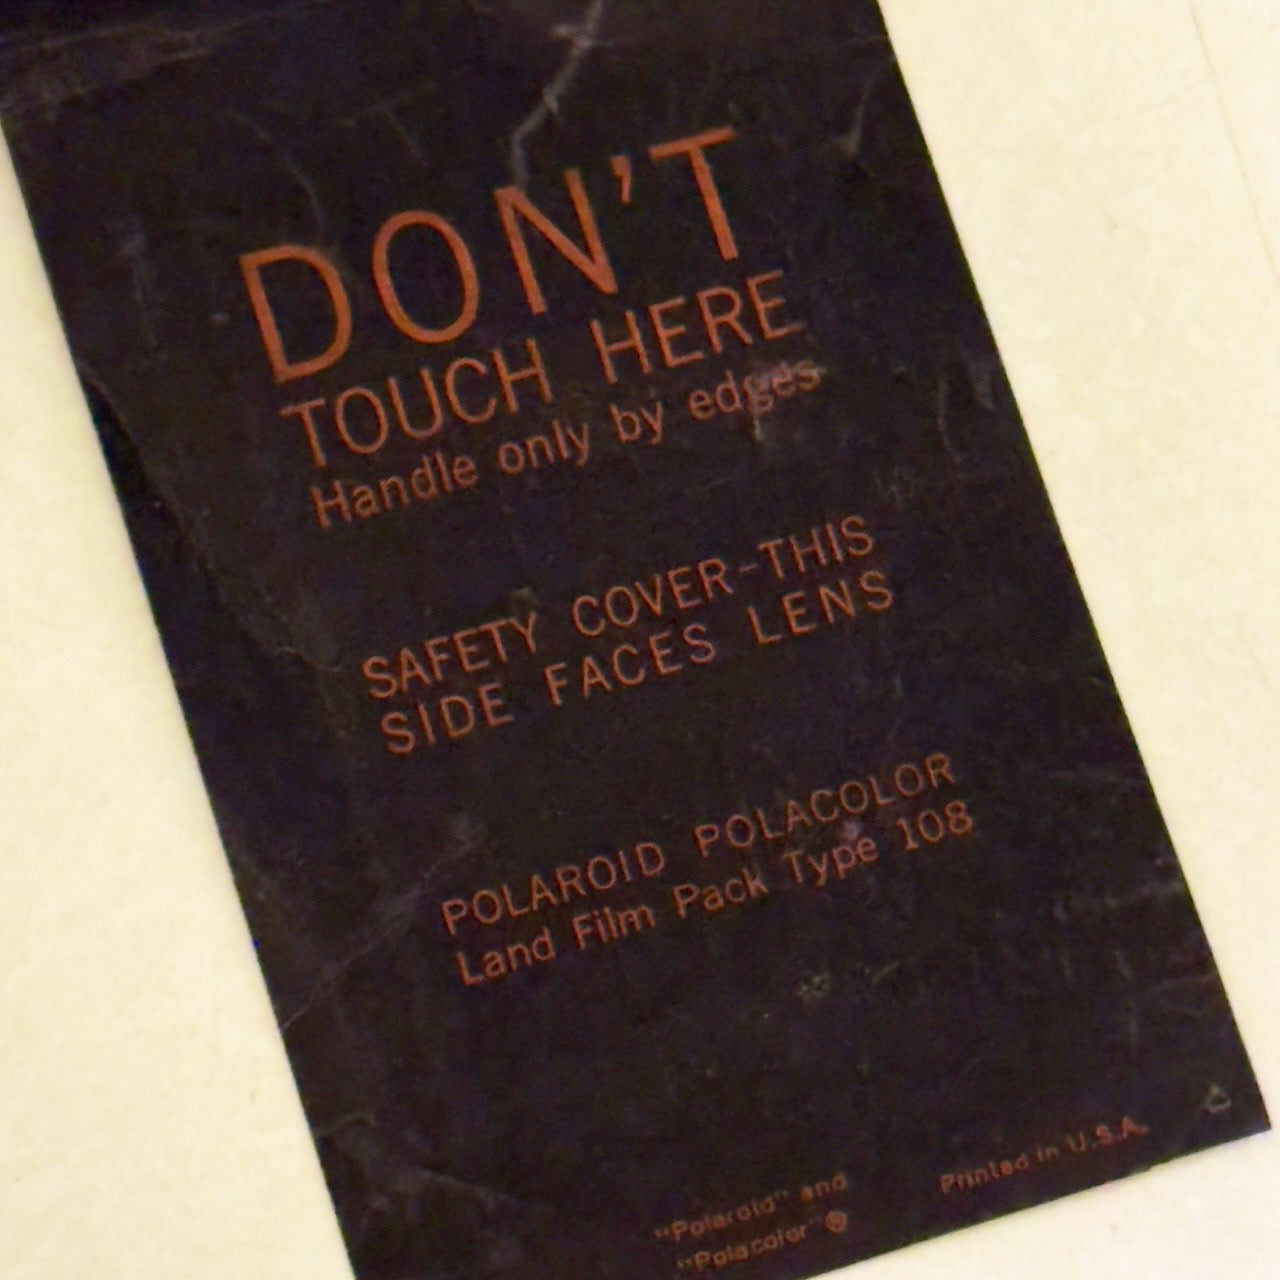 DON'T
TOUCH HERE
Handle only by edges
SAFETY COVER-THIS
SIDE FACES LENS
POLAROID POLACOLOR
Land Film Pack Type 108
"Polaroid" and
"Polacolor"®
Printed in U.S.A.